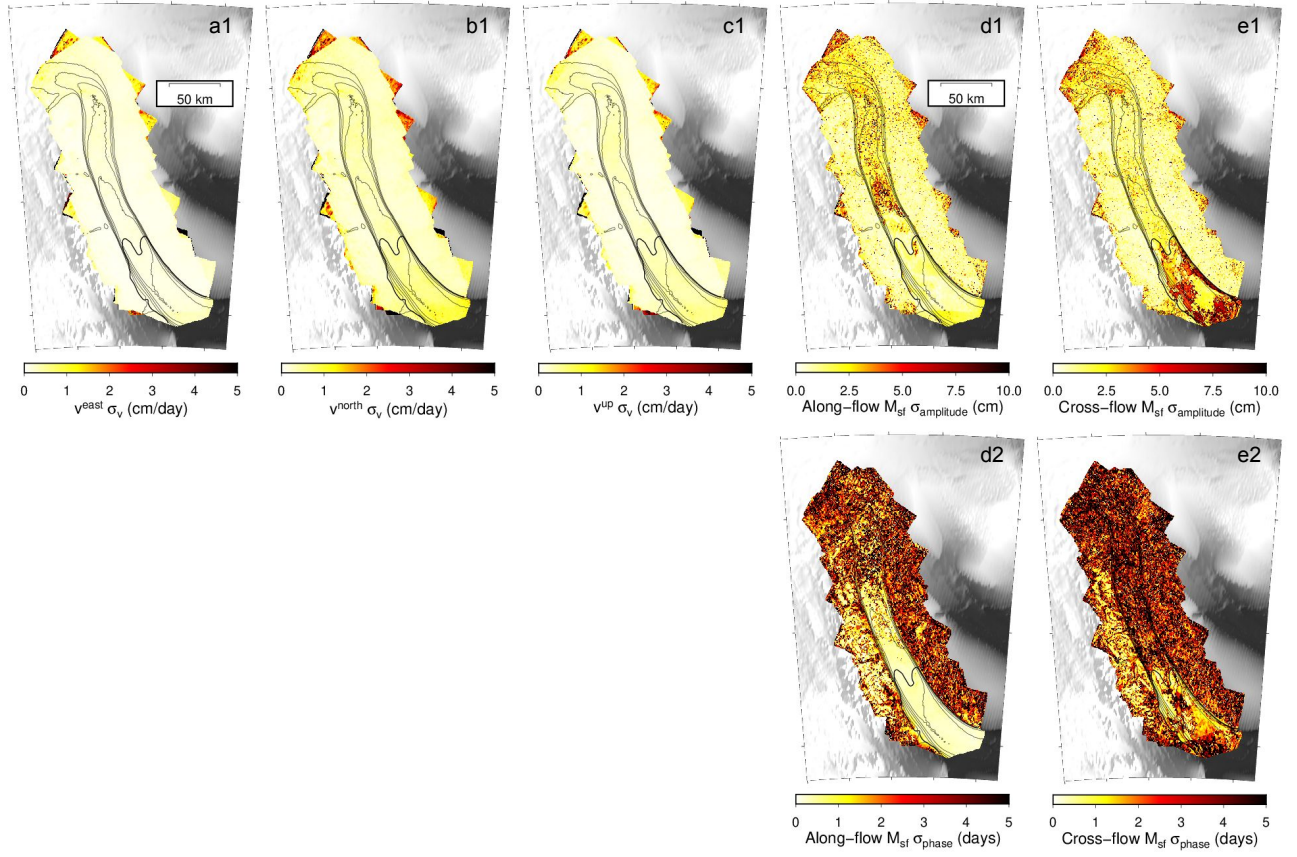 a1 b1 c1 d1 e1
50 km 50 km
0 1 2 3 4 5 0 1 2 3 4 5 0 1 2 3 4 5 0.0 2.5 5.0 7.5 10.0 0.0 2.5 5.0 7.5 10.0
v^east σ_v (cm/day) v^north σ_v (cm/day) v^up σ_v (cm/day) Along−flow M_sf σ_amplitude (cm) Cross−flow M_sf σ_amplitude (cm)
d2 e2
0 1 2 3 4 5 0 1 2 3 4 5
Along−flow M_sf σ_phase (days) Cross−flow M_sf σ_phase (days)